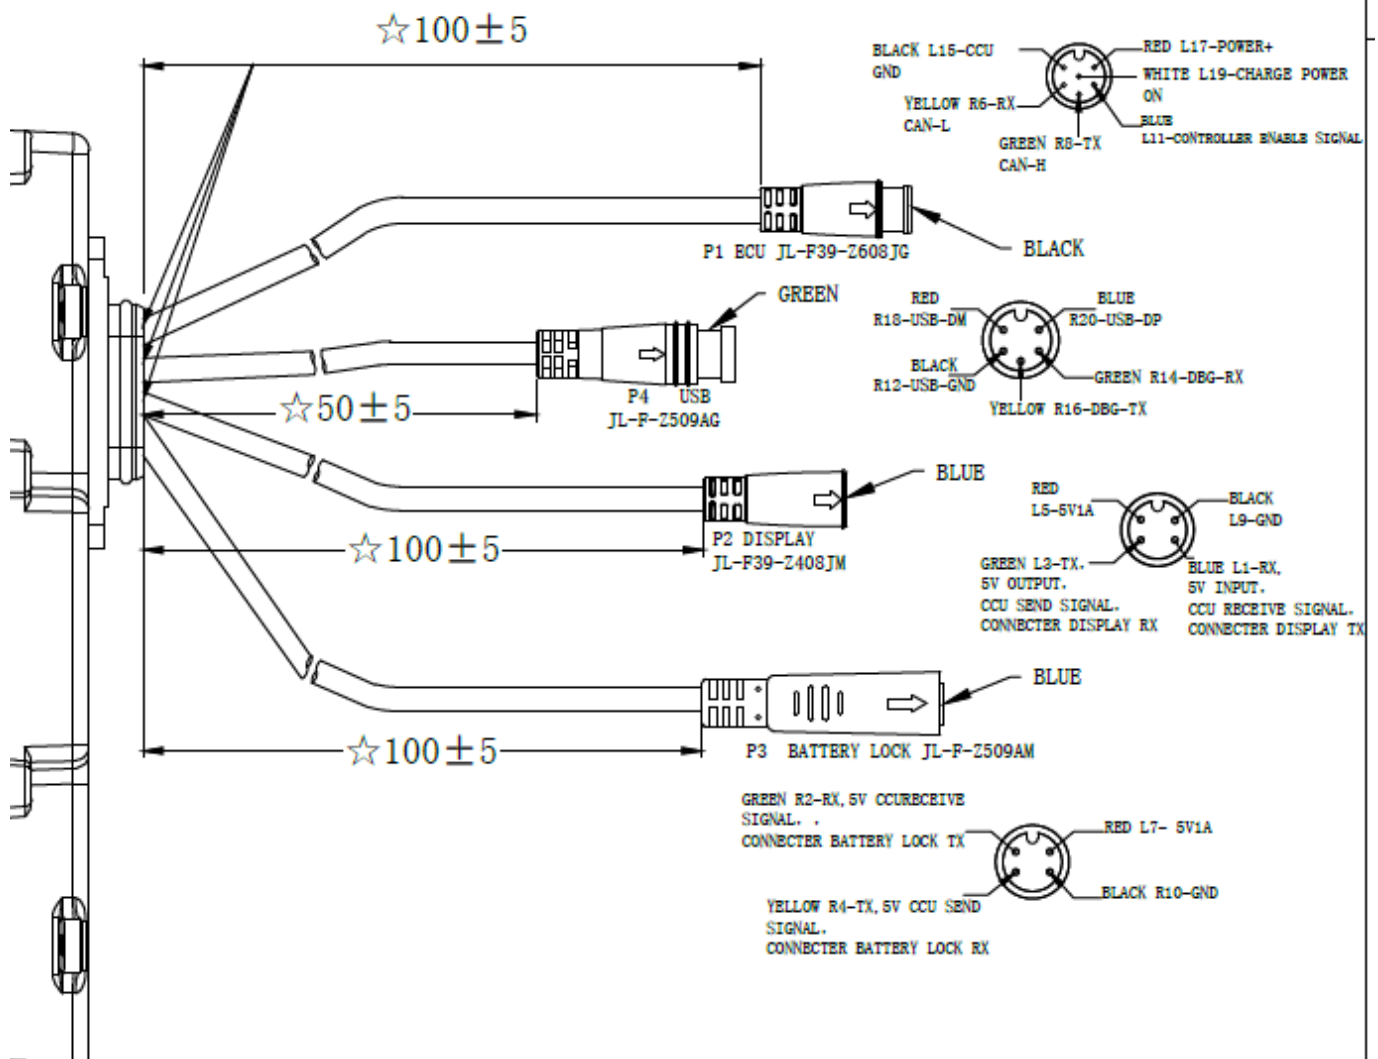 ☆100±5
BLACK L15-CCU
GND
RED L17-POWER+
WHITE L19-CHARGE POWER
ON
YELLOW R6-RX
CAN-L
BLUE
L11-CONTROLLER ENABLE SIGNAL
GREEN R8-TX
CAN-H
P1 ECU JL-F39-Z608JG
BLACK
GREEN
P4 USB
JL-F-Z509AG
☆50±5
RED
R18-USB-DM
BLUE
R20-USB-DP
BLACK
R12-USB-GND
GREEN R14-DBG-RX
YELLOW R16-DBG-TX
BLUE
P2 DISPLAY
JL-F39-Z408JM
☆100±5
RED
L5-5V1A
BLACK
L9-GND
GREEN L3-TX.
5V OUTPUT.
CCU SEND SIGNAL.
CONNECTER DISPLAY RX
BLUE L1-RX,
5V INPUT.
CCU RECEIVE SIGNAL.
CONNECTER DISPLAY TX
BLUE
P3 BATTERY LOCK JL-F-Z509AM
☆100±5
GREEN R2-RX, 5V CCURECEIVE
SIGNAL. .
CONNECTER BATTERY LOCK TX
RED L7- 5V1A
BLACK R10-GND
YELLOW R4-TX, 5V CCU SEND
SIGNAL.
CONNECTER BATTERY LOCK RX